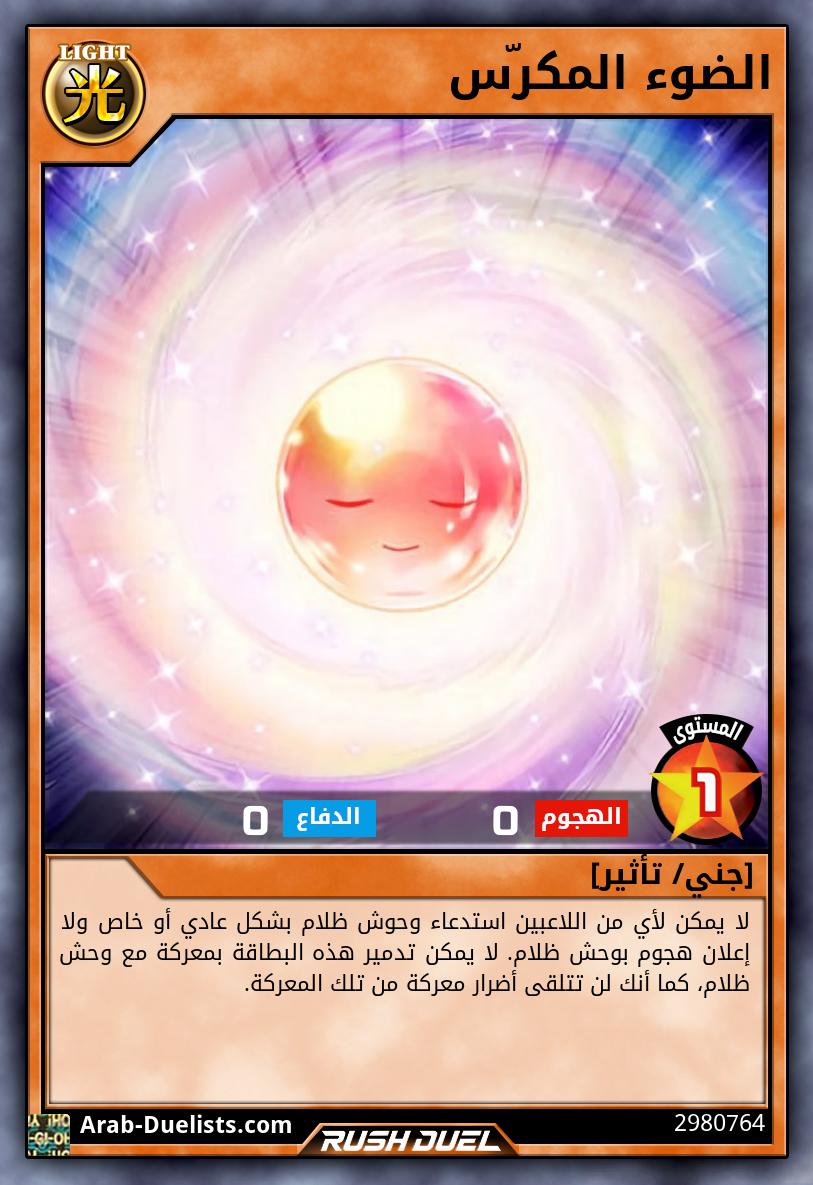 الضوء المكرّس
LIGHT
光
المستوى
1
الهجوم 0
الدفاع 0
[جني/ تأثير]
لا يمكن لأي من اللاعبين استدعاء وحوش ظلام بشكل عادي أو خاص ولا
إعلان هجوم بوحش ظلام. لا يمكن تدمير هذه البطاقة بمعركة مع وحش
ظلام، كما أنك لن تتلقى أضرار معركة من تلك المعركة.
Arab-Duelists.com
RUSH DUEL
2980764